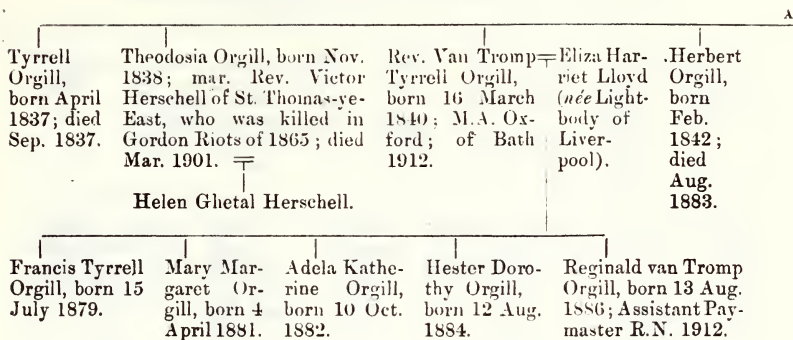 A
Tyrrell
Orgill,
born April
1837; died
Sep. 1837.
Theodosia Orgill, born Nov.
1838; mar. Rev. Victor
Herschell of St. Thomas-ye-
East, who was killed in
Gordon Riots of 1865; died
Mar. 1901.
Helen Ghetal Herschell.
Rev. Van Tromp
Tyrrell Orgill,
born 16 March
1840; M.A. Ox-
ford; of Bath
1912.
Eliza Har-
riet Lloyd
(née Light-
body of
Liver-
pool).
Herbert
Orgill,
born
Feb.
1842;
died
Aug.
1883.
Francis Tyrrell
Orgill, born 15
July 1879.
Mary Mar-
garet Or-
gill, born 4
April 1881.
Adela Kathe-
rine Orgill,
born 10 Oct.
1882.
Hester Doro-
thy Orgill,
born 12 Aug.
1884.
Reginald van Tromp
Orgill, born 13 Aug.
1886; Assistant Pay-
master R.N. 1912.